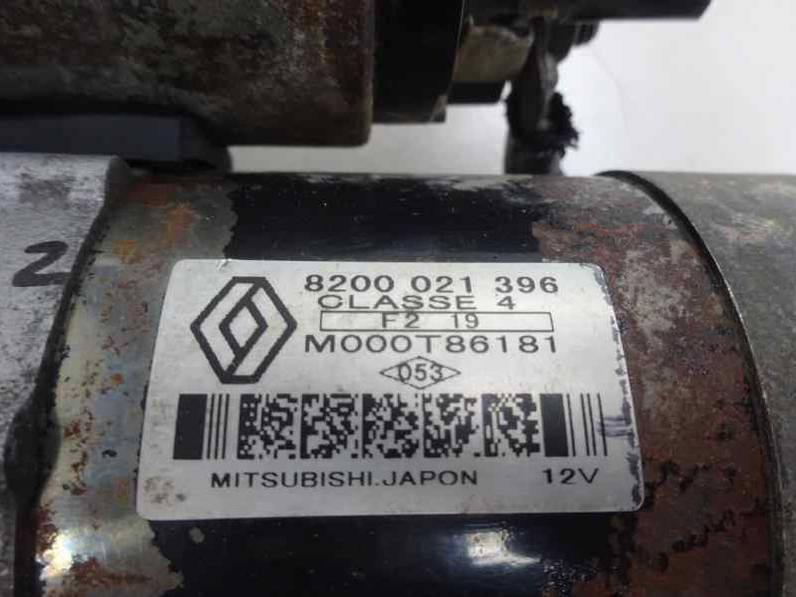 2
8200 021 396
CLASSE 4
F2 19
M000T86181
053
MITSUBISHI.JAPON 12V